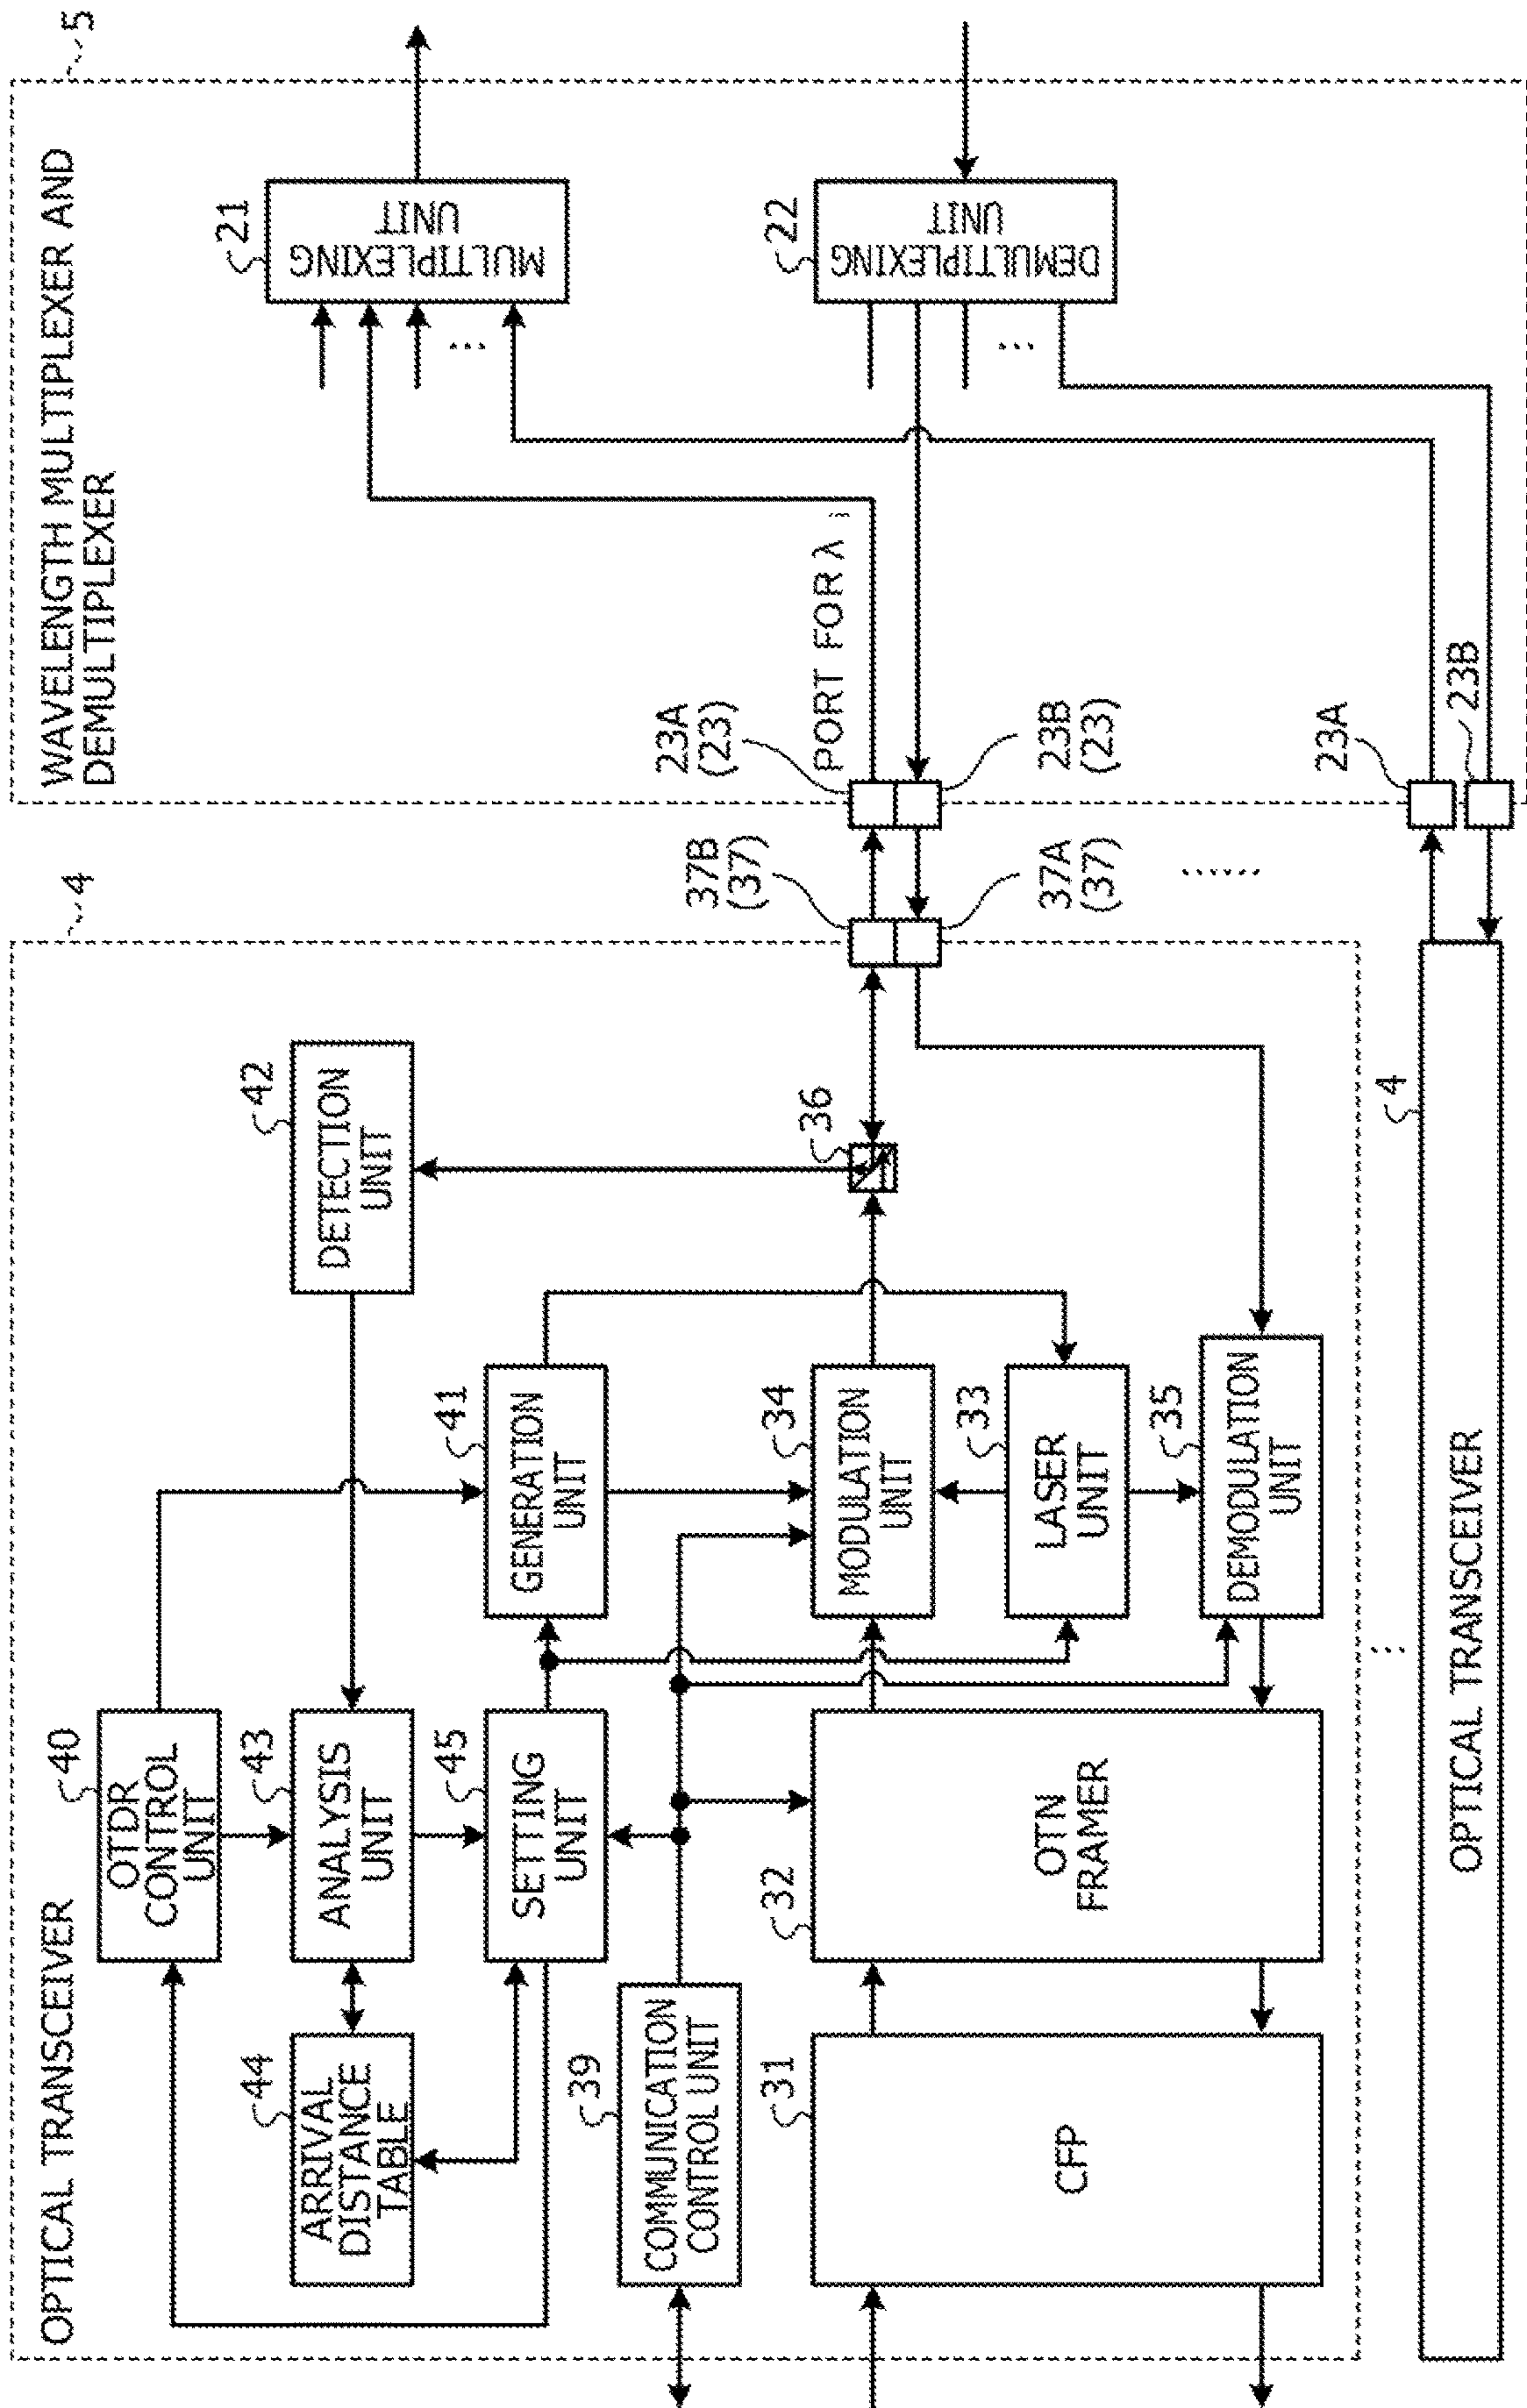 OPTICAL TRANSCEIVER
4
40
OTDR
CONTROL
UNIT
42
DETECTION
UNIT
44
ARRIVAL
DISTANCE
TABLE
43
ANALYSIS
UNIT
45
SETTING
UNIT
41
GENERATION
UNIT
39
COMMUNICATION
CONTROL UNIT
31
CFP
32
OTN
FRAMER
34
MODULATION
UNIT
33
LASER
UNIT
35
DEMODULATION
UNIT
36
37B
(37)
37A
(37)
23A
(23)
23B
(23)
WAVELENGTH MULTIPLEXER AND
DEMULTIPLEXER
5
21
MULTIPLEXING
UNIT
22
DEMULTIPLEXING
UNIT
PORT FOR λ
4
OPTICAL TRANSCEIVER
23A
23B